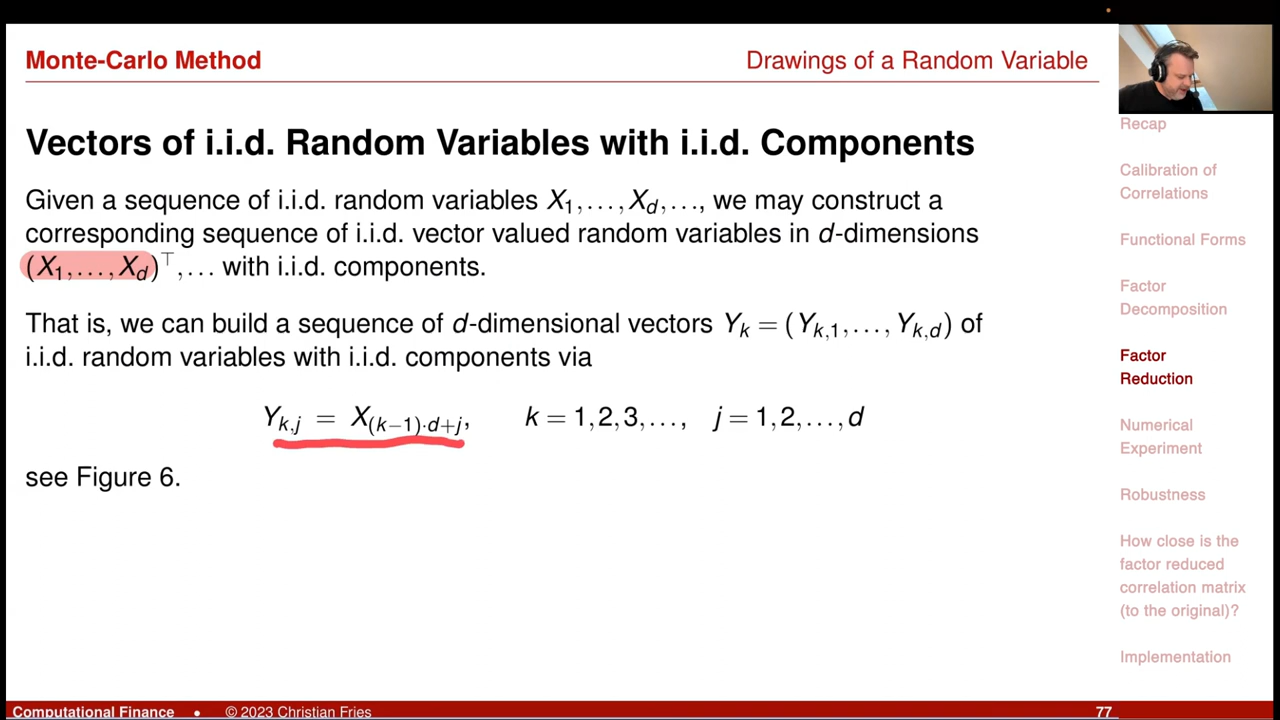 Monte-Carlo Method
Drawings of a Random Variable
Vectors of i.i.d. Random Variables with i.i.d. Components
Given a sequence of i.i.d. random variables X₁,…,X_d,…, we may construct a
corresponding sequence of i.i.d. vector valued random variables in d-dimensions
(X₁,…,X_d)^⊤,… with i.i.d. components.
That is, we can build a sequence of d-dimensional vectors Y_k = (Y_{k,1},…,Y_{k,d}) of
i.i.d. random variables with i.i.d. components via
Y_{k,j} = X_{(k−1)·d+j}, k = 1,2,3,…, j = 1,2,…,d
see Figure 6.
Recap
Calibration of
Correlations
Functional Forms
Factor
Decomposition
Factor
Reduction
Numerical
Experiment
Robustness
How close is the
factor reduced
correlation matrix
(to the original)?
Implementation
Computational Finance • © 2023 Christian Fries
77